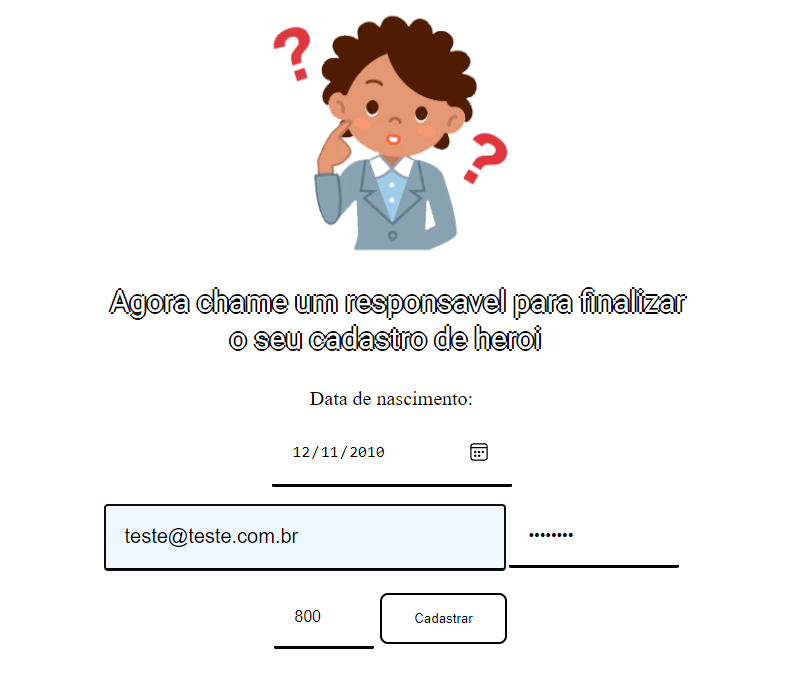 ? ?
Agora chame um responsavel para finalizar
o seu cadastro de heroi
Data de nascimento:
12/11/2010
teste@teste.com.br ••••••••
800 Cadastrar